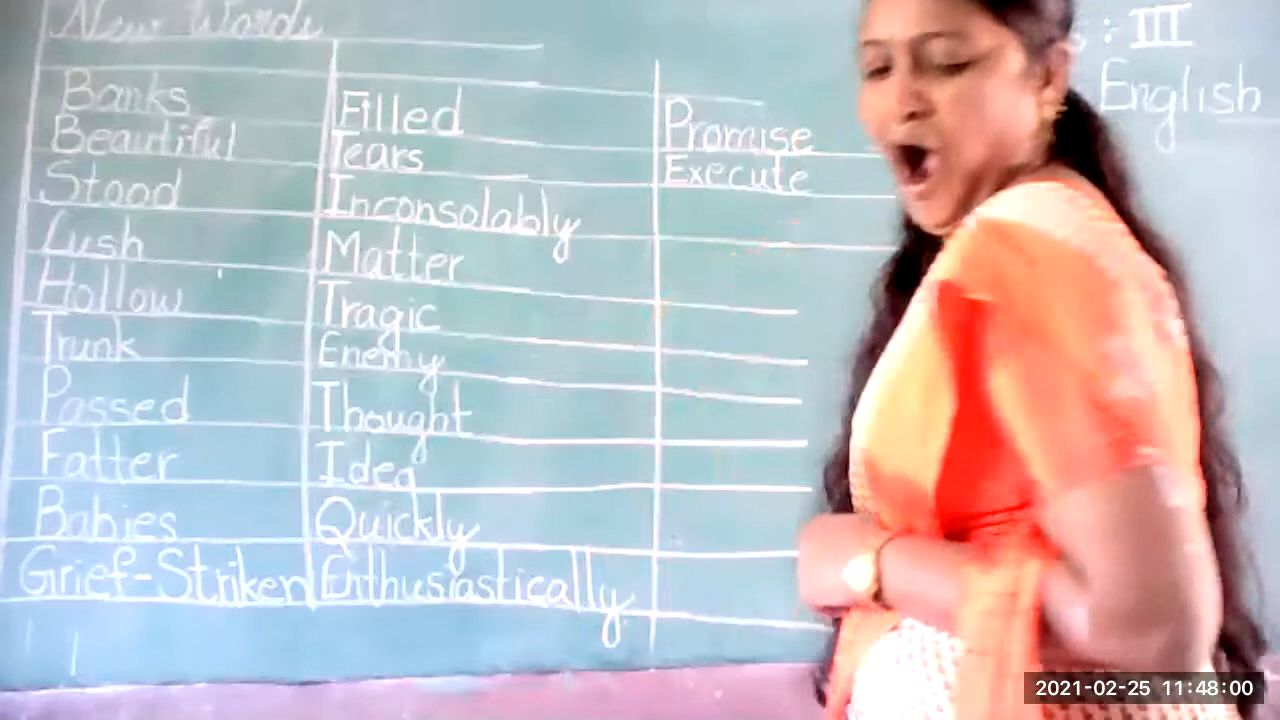 New Words
: III
English
Banks
Beautiful
Stood
Lush
Hollow
Trunk
Passed
Fatter
Babies
Grief-Striken
Filled
Tears
Inconsolably
Matter
Tragic
Enemy
Thought
Idea
Quickly
Enthusiastically
Promise
Execute
2021-02-25 11:48:00